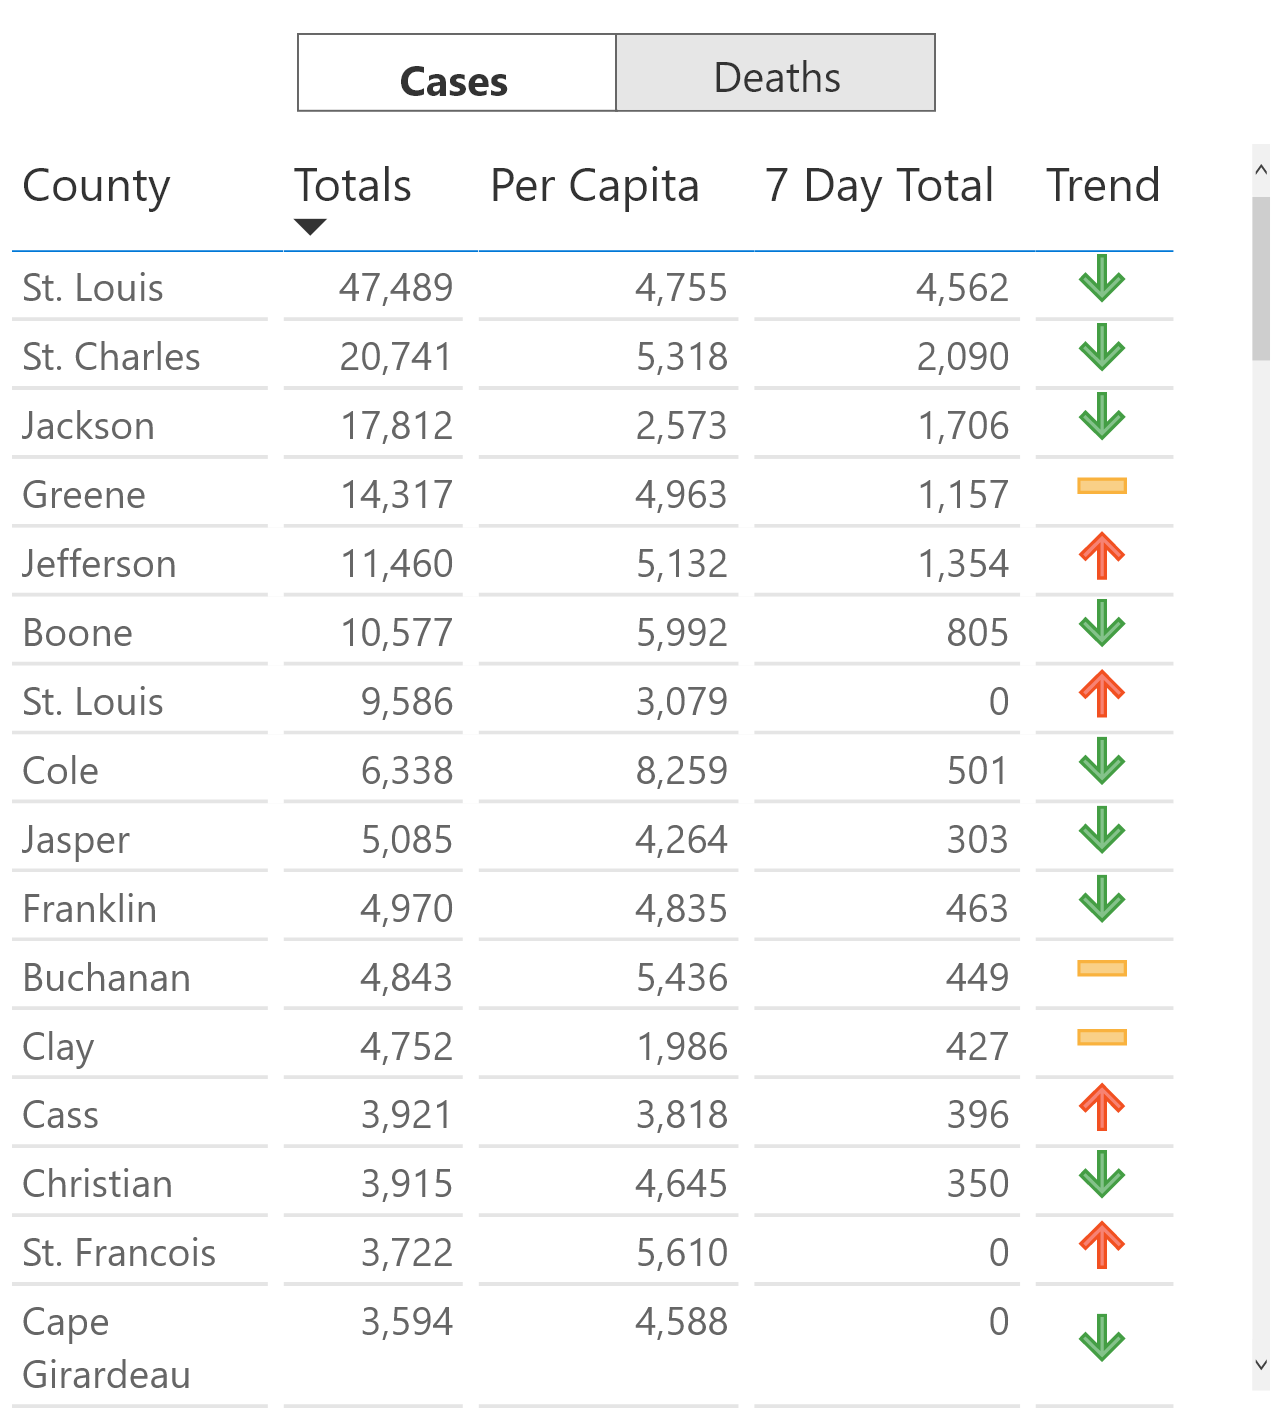 Cases Deaths
County Totals Per Capita 7 Day Total Trend
St. Louis 47,489 4,755 4,562
St. Charles 20,741 5,318 2,090
Jackson 17,812 2,573 1,706
Greene 14,317 4,963 1,157
Jefferson 11,460 5,132 1,354
Boone 10,577 5,992 805
St. Louis 9,586 3,079 0
Cole 6,338 8,259 501
Jasper 5,085 4,264 303
Franklin 4,970 4,835 463
Buchanan 4,843 5,436 449
Clay 4,752 1,986 427
Cass 3,921 3,818 396
Christian 3,915 4,645 350
St. Francois 3,722 5,610 0
Cape 3,594 4,588 0
Girardeau